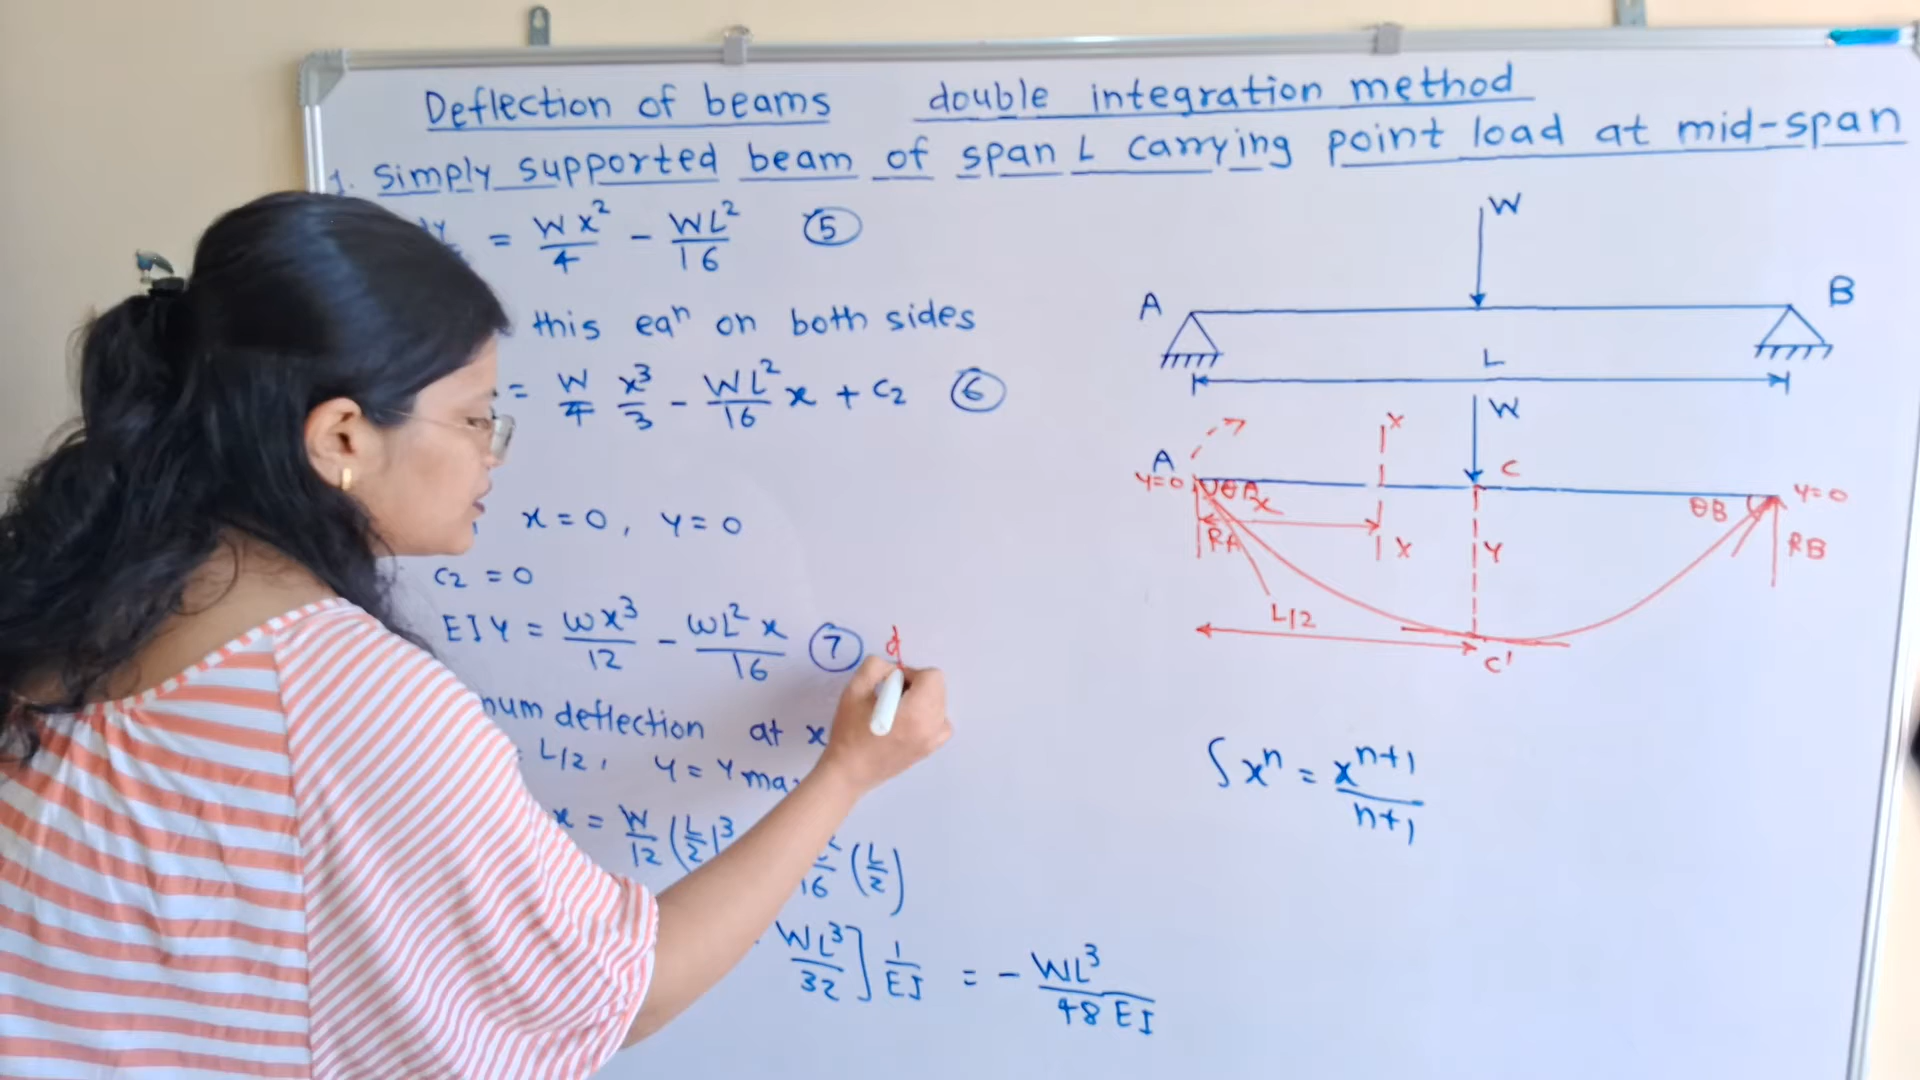 Deflection of beams double integration method
1. Simply supported beam of span L carrying point load at mid-span
= Wx²/4 - WL²/16 (5)
this eqⁿ on both sides
= W/4 x³/3 - WL²/16 x + C2 (6)
x=0, Y=0
C2 = 0
EIY = Wx³/12 - WL²x/16 (7) d
deflection at x
L/2, Y = Yma
x = W/12 (L/2)³ 16 (L/2)
WL³/32] 1/EI = - WL³/48EI
W
A B
L
W
X
A C
Y=0 θA x θB Y=0
RA X Y RB
L/2
C'
∫xⁿ = xⁿ⁺¹/n+1